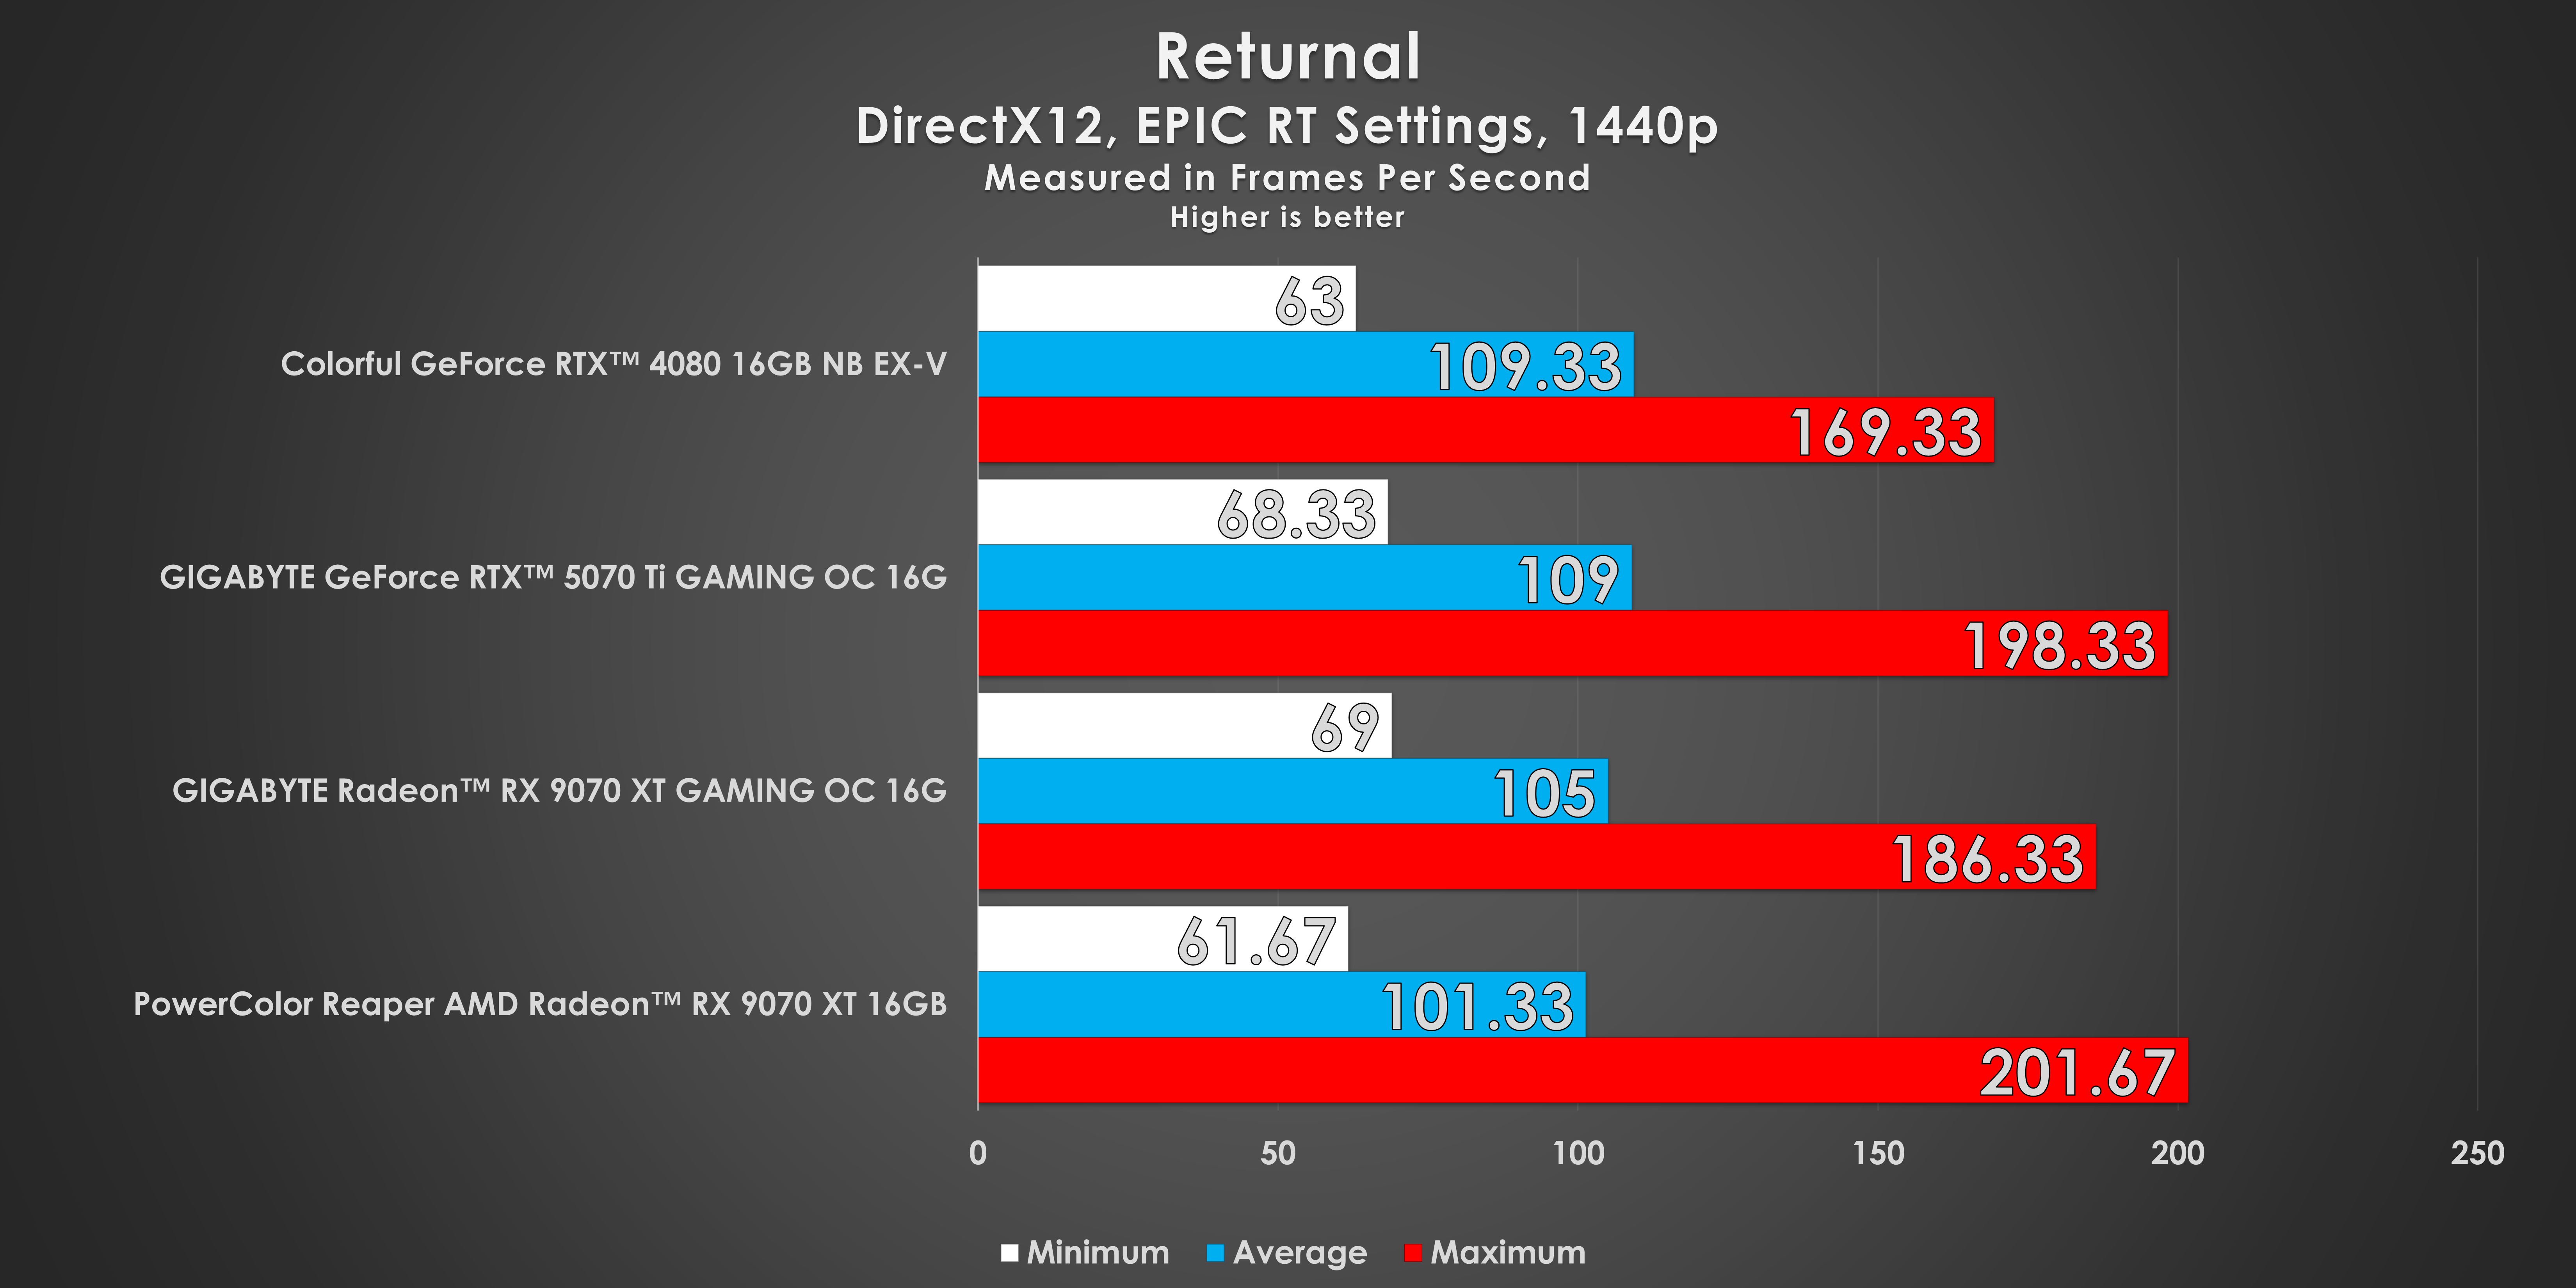 Returnal
DirectX12, EPIC RT Settings, 1440p
Measured in Frames Per Second
Higher is better
63
Colorful GeForce RTX™ 4080 16GB NB EX-V
109.33
169.33
68.33
GIGABYTE GeForce RTX™ 5070 Ti GAMING OC 16G
109
198.33
69
GIGABYTE Radeon™ RX 9070 XT GAMING OC 16G
105
186.33
61.67
PowerColor Reaper AMD Radeon™ RX 9070 XT 16GB
101.33
201.67
0 50 100 150 200 250
Minimum Average Maximum